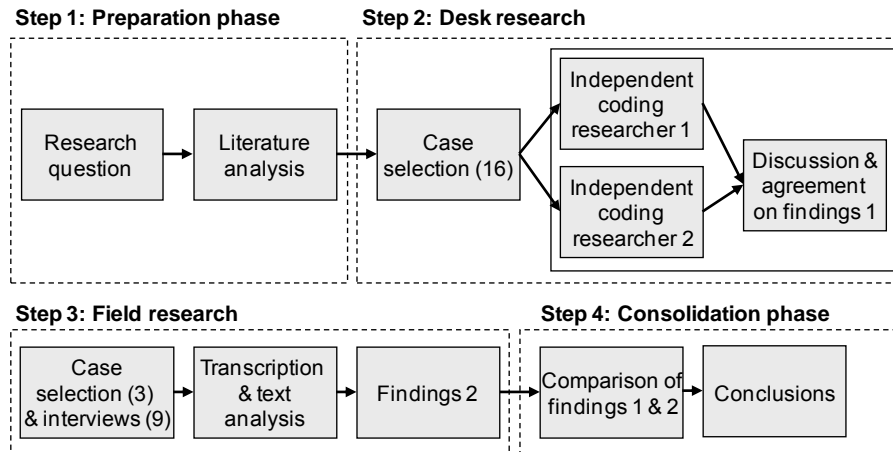 Step 1: Preparation phase
Step 2: Desk research
Research
question
Literature
analysis
Case
selection (16)
Independent
coding
researcher 1
Independent
coding
researcher 2
Discussion &
agreement
on findings 1
Step 3: Field research
Step 4: Consolidation phase
Case
selection (3)
& interviews (9)
Transcription
& text
analysis
Findings 2
Comparison of
findings 1 & 2
Conclusions